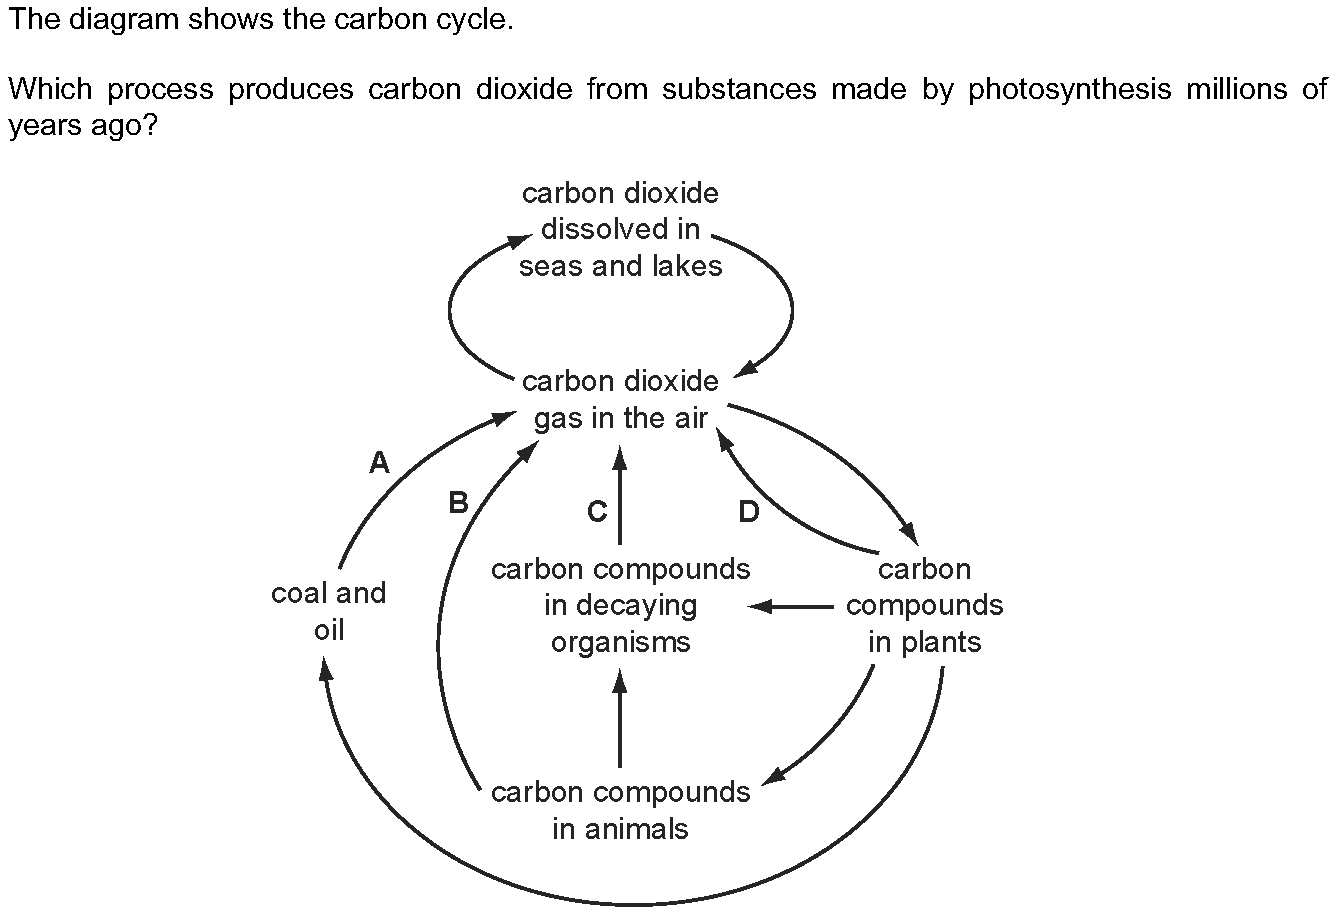 The diagram shows the carbon cycle.
Which process produces carbon dioxide from substances made by photosynthesis millions of
years ago?
carbon dioxide
dissolved in
seas and lakes
carbon dioxide
gas in the air
A
B
C
D
coal and
oil
carbon compounds
in decaying
organisms
carbon
compounds
in plants
carbon compounds
in animals